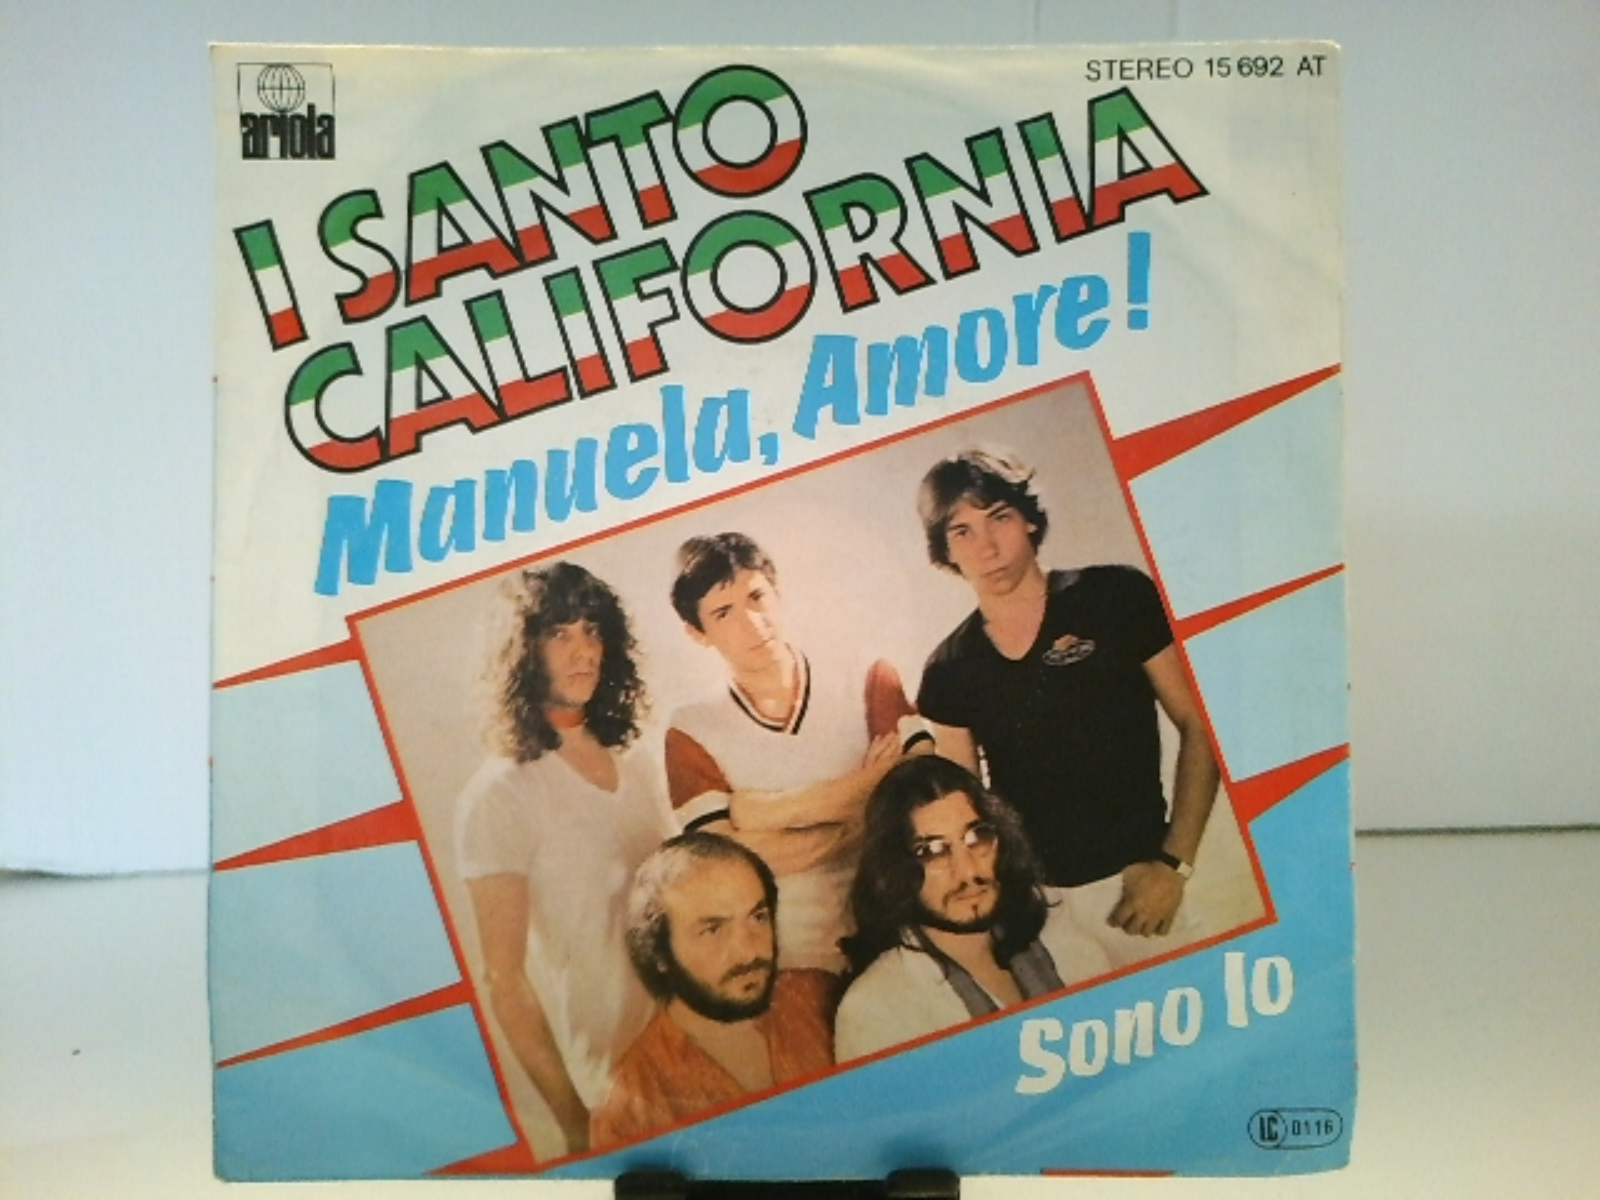 ariola
STEREO 15 692 AT
I SANTO
CALIFORNIA
Manuela, Amore!
Sono Io
LC 0116